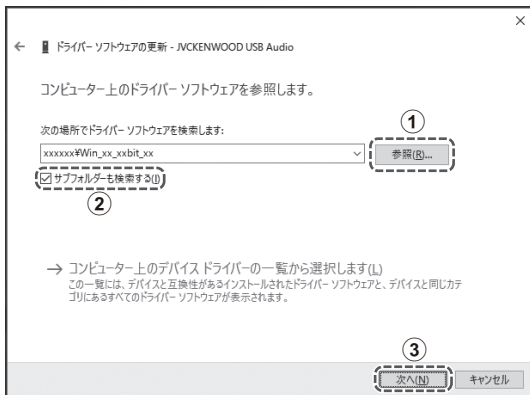 ×
← ドライバー ソフトウェアの更新 - JVCKENWOOD USB Audio
コンピューター上のドライバー ソフトウェアを参照します。
次の場所でドライバー ソフトウェアを検索します:
①
xxxxxx¥Win_xx_xxbit_xx
参照(R)...
☑サブフォルダーも検索する(I)
②
→ コンピューター上のデバイス ドライバーの一覧から選択します(L)
この一覧には、デバイスと互換性があるインストールされたドライバー ソフトウェアと、デバイスと同じカテ
ゴリにあるすべてのドライバー ソフトウェアが表示されます。
③
次へ(N) キャンセル